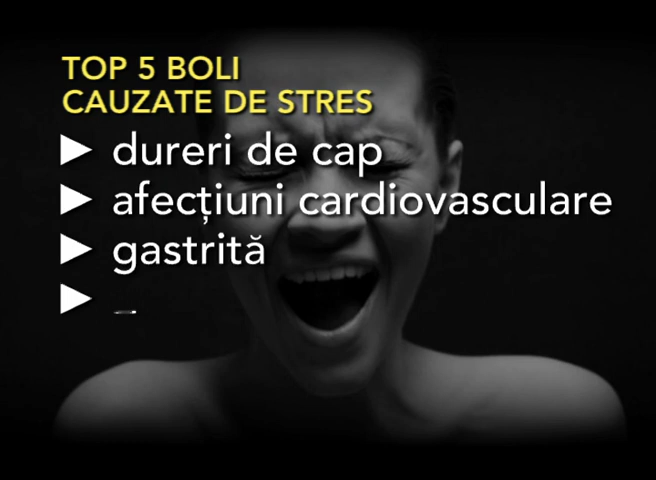 TOP 5 BOLI
CAUZATE DE STRES
► dureri de cap
► afecțiuni cardiovasculare
► gastrită
►